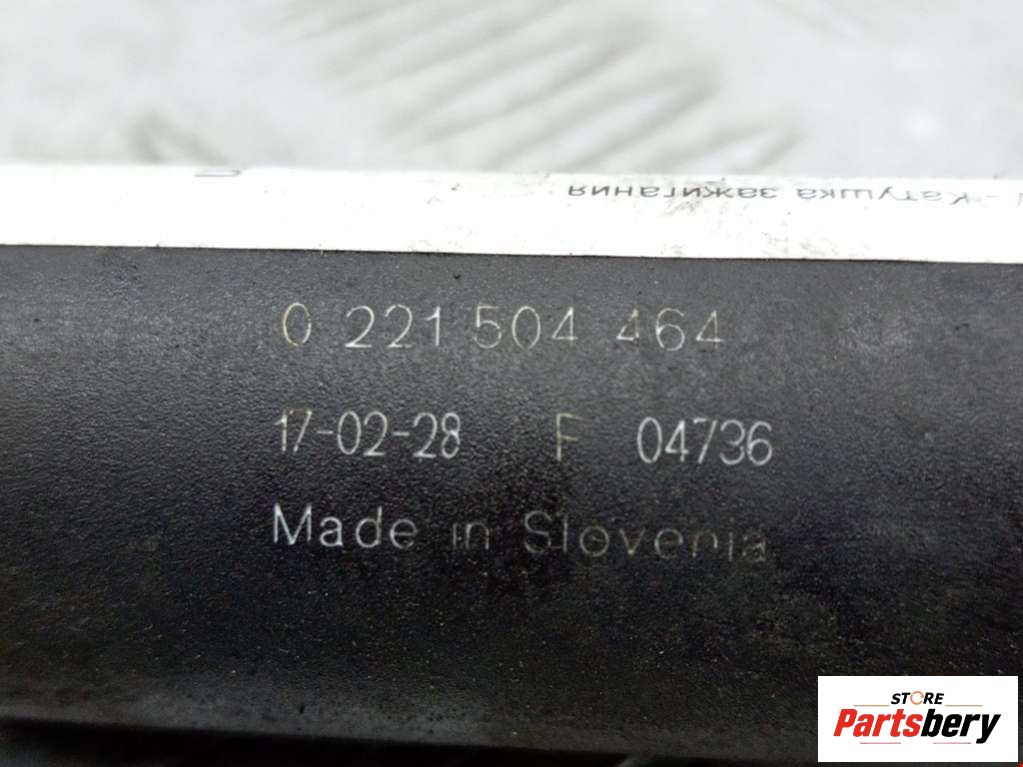 - Катушка зажигания
0 221 504 464
17-02-28 F 04736
Made in Slovenia
STORE
Partsbery